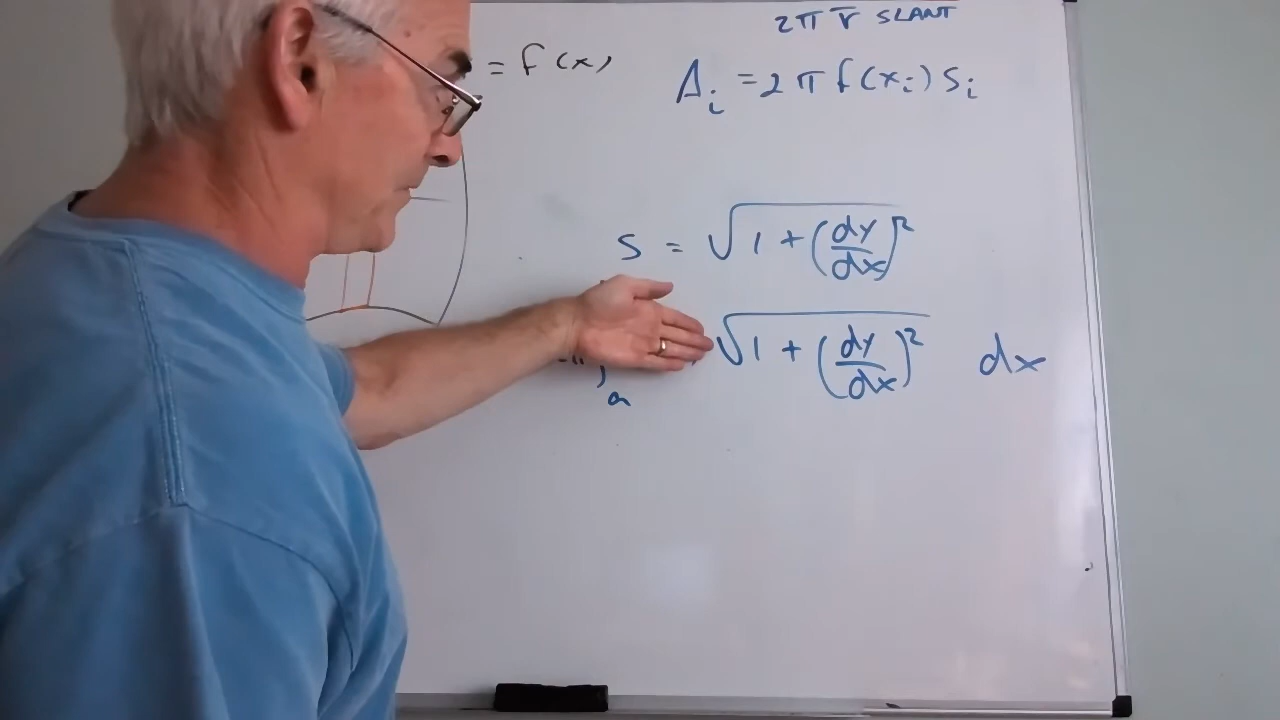 2π r̅ SLANT
= f(x)
A_i = 2π f(x_i) s_i
s = √(1 + (dy/dx)²)
a √(1 + (dy/dx)²) dx